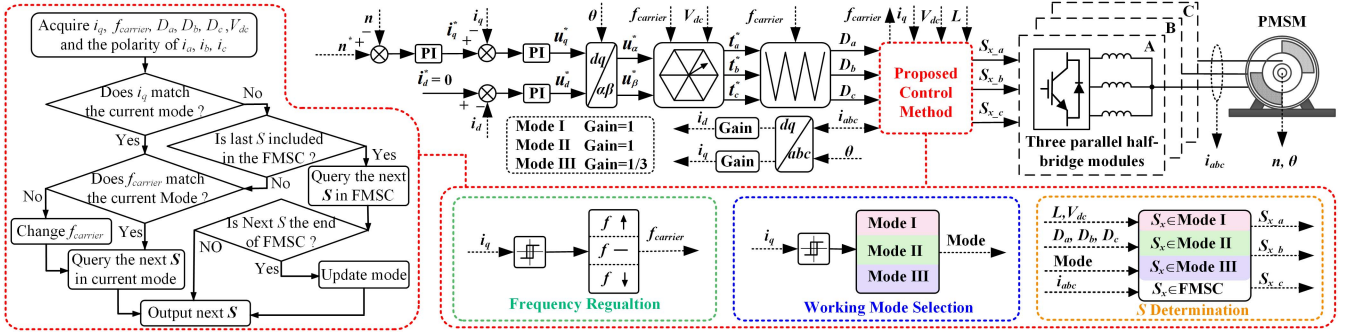 Acquire i_q, f_carrier, D_a, D_b, D_c, V_dc
and the polarity of i_a, i_b, i_c
Does i_q match
the current mode ?
No
Yes
Is last S included
in the FMSC ?
Yes
No
Query the next
S in FMSC
Does f_carrier match
the current Mode ?
No
Change f_carrier
Yes
Query the next S
in current mode
Is Next S the end
of FMSC ?
NO
Yes
Update mode
Output next S
n
n*
PI
i_q*
i_q
PI
u_q*
θ
i_d* = 0
i_d
PI
u_d*
dq
αβ
u_α*
u_β*
f_carrier
V_dc
t_a*
t_b*
t_c*
f_carrier
D_a
D_b
D_c
f_carrier
i_q
V_dc
L
Proposed
Control
Method
S_x_a
S_x_b
S_x_c
Mode I Gain=1
Mode II Gain=1
Mode III Gain=1/3
i_d
Gain
i_q
Gain
dq
abc
i_abc
θ
A
B
C
Three parallel half-
bridge modules
PMSM
i_abc
n, θ
i_q
f ↑
f —
f ↓
f_carrier
Frequency Regualtion
i_q
Mode I
Mode II
Mode III
Mode
Working Mode Selection
L,V_dc
D_a, D_b, D_c
Mode
i_abc
S_x∈Mode I
S_x∈Mode II
S_x∈Mode III
S_x∈FMSC
S_x_a
S_x_b
S_x_c
S Determination